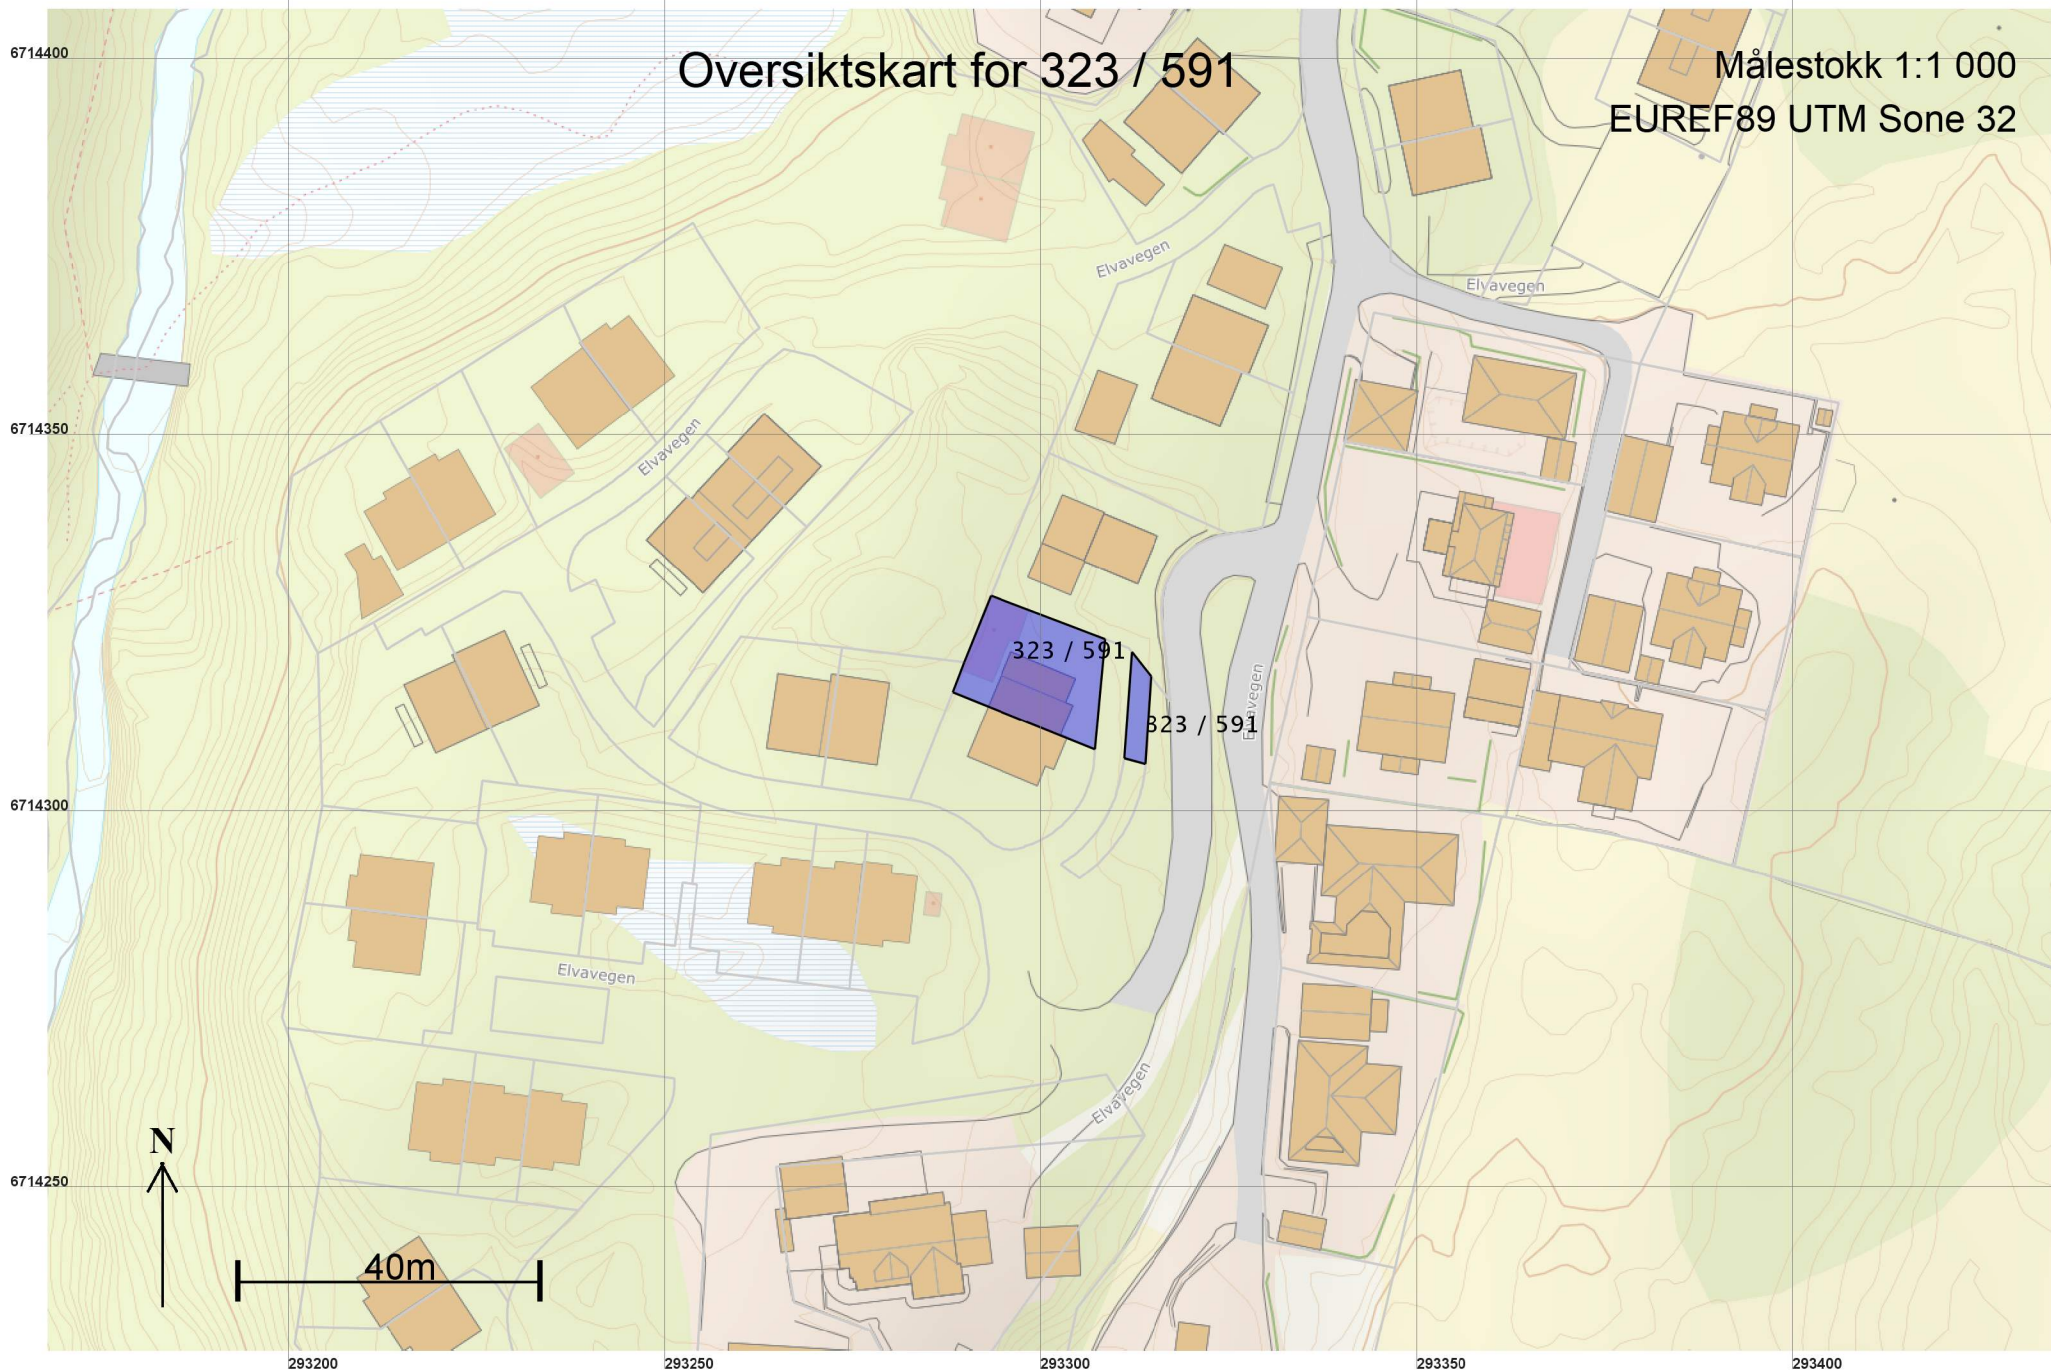 6714400
Oversiktskart for 323 / 591
Målestokk 1:1 000
EUREF89 UTM Sone 32
Elvavegen
Elvavegen
6714350
Elvavegen
323 / 591
Elvavegen
323 / 591
6714300
Elvavegen
Elvavegen
N
6714250
40m
293200
293250
293300
293350
293400